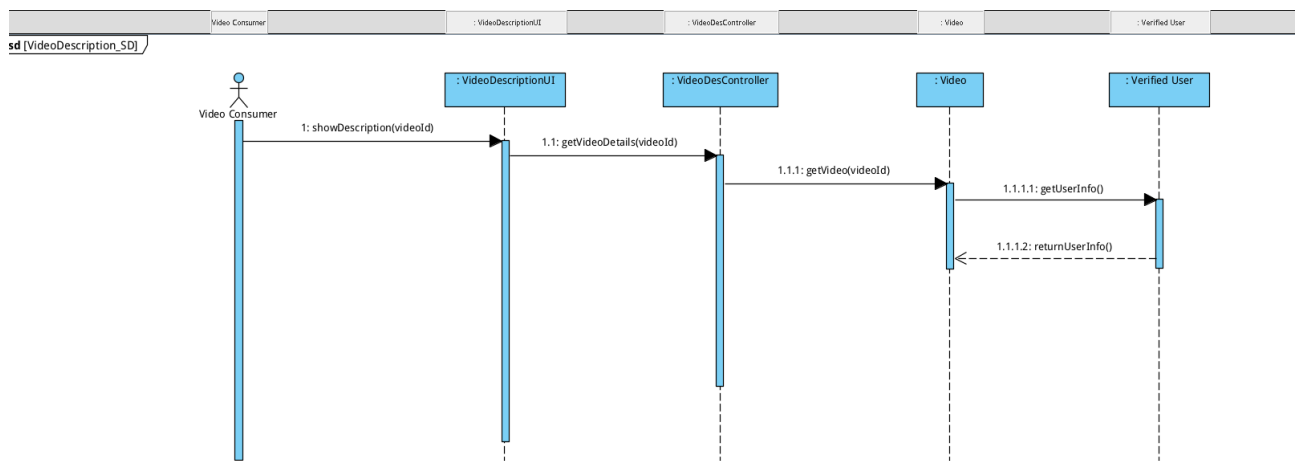 Video Consumer
: VideoDescriptionUI
: VideoDesController
: Video
: Verified User
sd [VideoDescription_SD]
: VideoDescriptionUI
: VideoDesController
: Video
: Verified User
Video Consumer
1: showDescription(videoId)
1.1: getVideoDetails(videoId)
1.1.1: getVideo(videoId)
1.1.1.1: getUserInfo()
1.1.1.2: returnUserInfo()